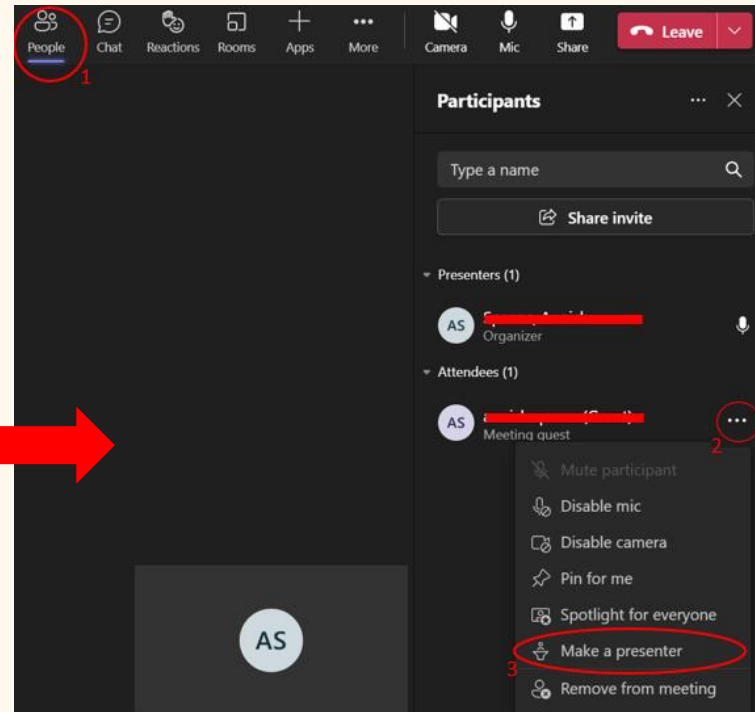 People Chat Reactions Rooms Apps More Camera Mic Share Leave
1
Participants
Type a name
Share invite
Presenters (1)
AS
Organizer
Attendees (1)
AS
Meeting guest
2
Mute participant
Disable mic
Disable camera
Pin for me
Spotlight for everyone
AS
3 Make a presenter
Remove from meeting